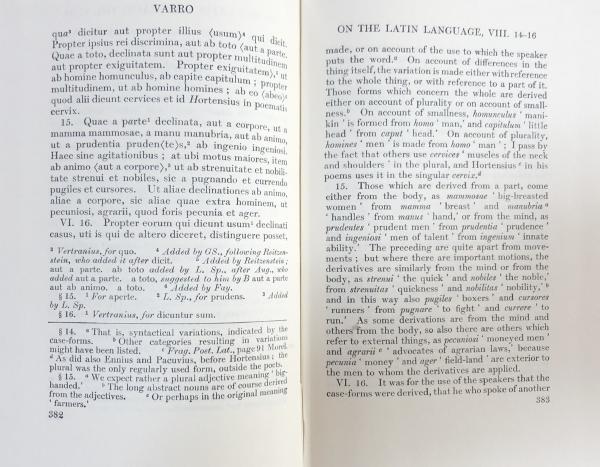 VARRO
qua³ dicitur aut propter illius ⟨usum⟩⁴ qui dicit.
Propter ipsius rei discrimina, aut ab toto ⟨aut a parte.
Quae a toto, declinata sunt aut propter multitudinem
aut propter exiguitatem. Propter exiguitatem⟩,⁵ ut
ab homine homunculus, ab capite capitulum ; propter
multitudinem, ut ab homine homines ; ab eo ⟨abeo⟩⁶
quod alii dicunt cervices et id Hortensius in poematis
cervix.
15. Quae a parte¹ declinata, aut a corpore, ut a
mamma mammosae, a manu manubria, aut ab animo,
ut a prudentia pruden⟨te⟩s,² ab ingenio ingeniosi.
Haec sine agitationibus ; at ubi motus maiores, item
ab animo ⟨aut a corpore⟩,³ ut ab strenuitate et nobili-
tate strenui et nobiles, sic a pugnando et currendo
pugiles et cursores. Ut aliae declinationes ab animo,
aliae a corpore, sic aliae quae extra hominem, ut
pecuniosi, agrarii, quod foris pecunia et ager.
VI. 16. Propter eorum qui dicunt usum¹ declinati
casus, uti is qui de altero diceret, distinguere posset,
³ Vertranius, for quo. ⁴ Added by GS., following Reitzen-
stein, who added it after dicit. ⁵ Added by Reitzenstein ;
aut a parte. ab toto added by L. Sp., after Aug., who
added aut a parte. a toto, suggested to him by B aut a parte
aut ab animo. a toto. ⁶ Added by Fay.
§ 15. ¹ For aperte. ² L. Sp., for prudens. ³ Added
by L. Sp.
§ 16. ¹ Vertranius, for dicuntur sum.
§ 14. ᵃ That is, syntactical variations, indicated by the
case-forms. ᵇ Other categories resulting in variations
might have been listed. ᶜ Frag. Poet. Lat., page 91 Morel.
ᵈ As did also Ennius and Pacuvius, before Hortensius ; the
plural was the only regularly used form, outside the poets.
§ 15. ᵃ We expect rather a plural adjective meaning ' big-
handed.' ᵇ The long abstract nouns are of course derived
from the adjectives. ᶜ Or perhaps in the original meaning
' farmers.'
382
ON THE LATIN LANGUAGE, VIII. 14-16
made, or on account of the use to which the speaker
puts the word.ᵃ On account of differences in the
thing itself, the variation is made either with reference
to the whole thing, or with reference to a part of it.
Those forms which concern the whole are derived
either on account of plurality or on account of small-
ness.ᵇ On account of smallness, homunculus ' mani-
kin ' is formed from homo ' man,' and capitulum ' little
head ' from caput ' head.' On account of plurality,
homines ' men ' is made from homo ' man ' ; I pass by
the fact that others use cervices ' muscles of the neck
and shoulders ' in the plural, and Hortensius ᶜ in his
poems uses it in the singular cervix.ᵈ
15. Those which are derived from a part, come
either from the body, as mammosae ' big-breasted
women ' from mamma ' breast ' and manubria ᵃ
' handles ' from manus ' hand,' or from the mind, as
prudentes ' prudent men ' from prudentia ' prudence '
and ingeniosi ' men of talent ' from ingenium ' innate
ability.' The preceding are quite apart from move-
ments ; but where there are important motions, the
derivatives are similarly from the mind or from the
body, as strenui ' the quick ' and nobiles ' the noble,'
from strenuitas ' quickness ' and nobilitas ' nobility,' ᵇ
and in this way also pugiles ' boxers ' and cursores
' runners ' from pugnare ' to fight ' and currere ' to
run.' As some derivations are from the mind and
others from the body, so also there are others which
refer to external things, as pecuniosi ' moneyed men '
and agrarii ᶜ ' advocates of agrarian laws,' because
pecunia ' money ' and ager ' field-land ' are exterior to
the men to whom the derivatives are applied.
VI. 16. It was for the use of the speakers that the
case-forms were derived, that he who spoke of another
383